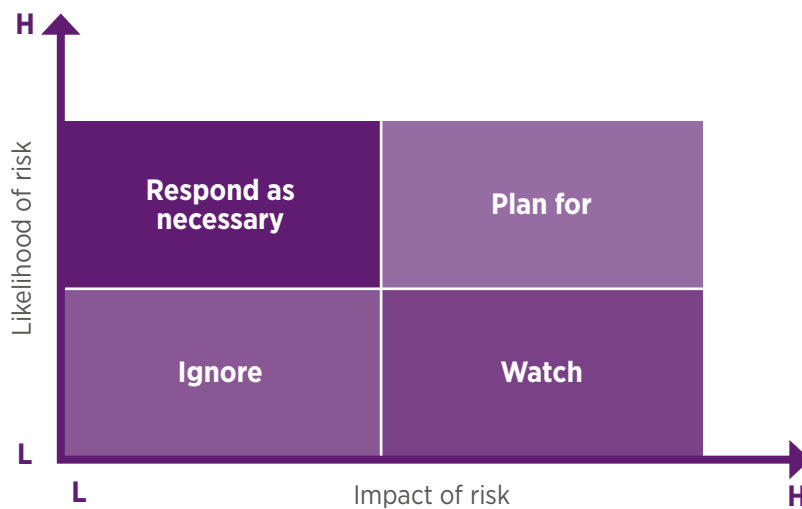 H
Likelihood of risk
Respond as
necessary
Plan for
Ignore
Watch
L
L
Impact of risk
H